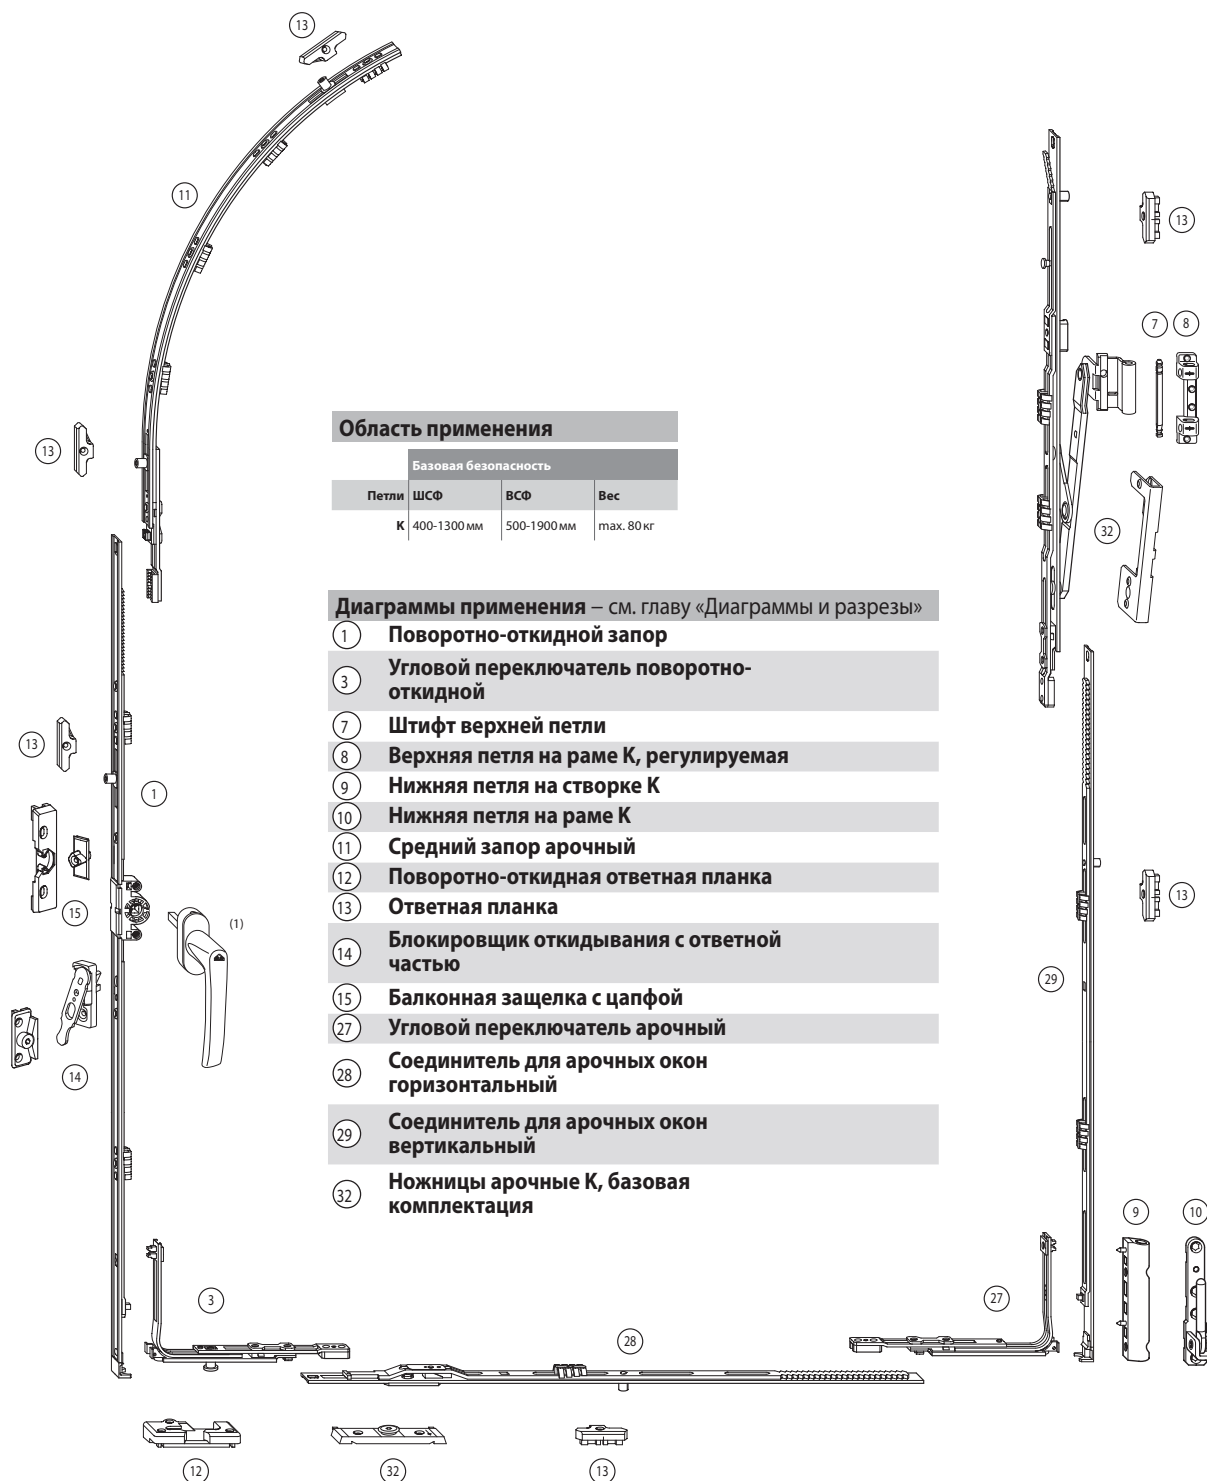 13
11
13
7
8
13
Область применения
Базовая безопасность
Петли ШСФ ВСФ Вес
K 400-1300 мм 500-1900 мм max. 80 кг
32
Диаграммы применения – см. главу «Диаграммы и разрезы»
1 Поворотно-откидной запор
3 Угловой переключатель поворотно-
откидной
7 Штифт верхней петли
8 Верхняя петля на раме K, регулируемая
9 Нижняя петля на створке K
10 Нижняя петля на раме K
11 Средний запор арочный
12 Поворотно-откидная ответная планка
13 Ответная планка
14 Блокировщик откидывания с ответной
частью
15 Балконная защелка с цапфой
27 Угловой переключатель арочный
28 Соединитель для арочных окон
горизонтальный
29 Соединитель для арочных окон
вертикальный
32 Ножницы арочные K, базовая
комплектация
13
1
15
(1)
14
13
29
9
10
3
27
28
12
32
13